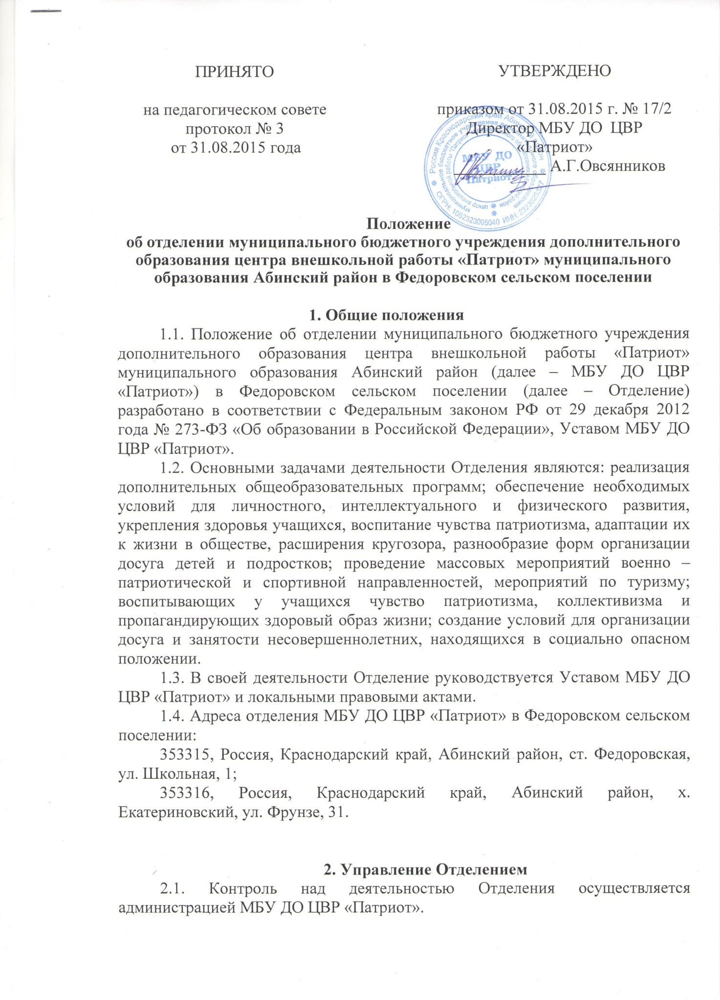 ПРИНЯТО
на педагогическом совете
протокол № 3
от 31.08.2015 года
УТВЕРЖДЕНО
приказом от 31.08.2015 г. № 17/2
Директор МБУ ДО ЦВР
«Патриот»
____________ А.Г.Овсянников
Россия Краснодарский край Абинский район
ОГРН: 1062323005040 ИНН: 2323025327
муниципальное бюджетное учреждение дополнительного образования
центр внешкольной работы "Патриот" муниципального образования Абинский район
МБУ ДО
ЦВР
"Патриот"
Положение
об отделении муниципального бюджетного учреждения дополнительного
образования центра внешкольной работы «Патриот» муниципального
образования Абинский район в Федоровском сельском поселении
1. Общие положения
1.1. Положение об отделении муниципального бюджетного учреждения
дополнительного образования центра внешкольной работы «Патриот»
муниципального образования Абинский район (далее – МБУ ДО ЦВР
«Патриот») в Федоровском сельском поселении (далее – Отделение)
разработано в соответствии с Федеральным законом РФ от 29 декабря 2012
года № 273-ФЗ «Об образовании в Российской Федерации», Уставом МБУ ДО
ЦВР «Патриот».
1.2. Основными задачами деятельности Отделения являются: реализация
дополнительных общеобразовательных программ; обеспечение необходимых
условий для личностного, интеллектуального и физического развития,
укрепления здоровья учащихся, воспитание чувства патриотизма, адаптации их
к жизни в обществе, расширения кругозора, разнообразие форм организации
досуга детей и подростков; проведение массовых мероприятий военно –
патриотической и спортивной направленностей, мероприятий по туризму;
воспитывающих у учащихся чувство патриотизма, коллективизма и
пропагандирующих здоровый образ жизни; создание условий для организации
досуга и занятости несовершеннолетних, находящихся в социально опасном
положении.
1.3. В своей деятельности Отделение руководствуется Уставом МБУ ДО
ЦВР «Патриот» и локальными правовыми актами.
1.4. Адреса отделения МБУ ДО ЦВР «Патриот» в Федоровском сельском
поселении:
353315, Россия, Краснодарский край, Абинский район, ст. Федоровская,
ул. Школьная, 1;
353316, Россия, Краснодарский край, Абинский район, х.
Екатериновский, ул. Фрунзе, 31.
2. Управление Отделением
2.1. Контроль над деятельностью Отделения осуществляется
администрацией МБУ ДО ЦВР «Патриот».